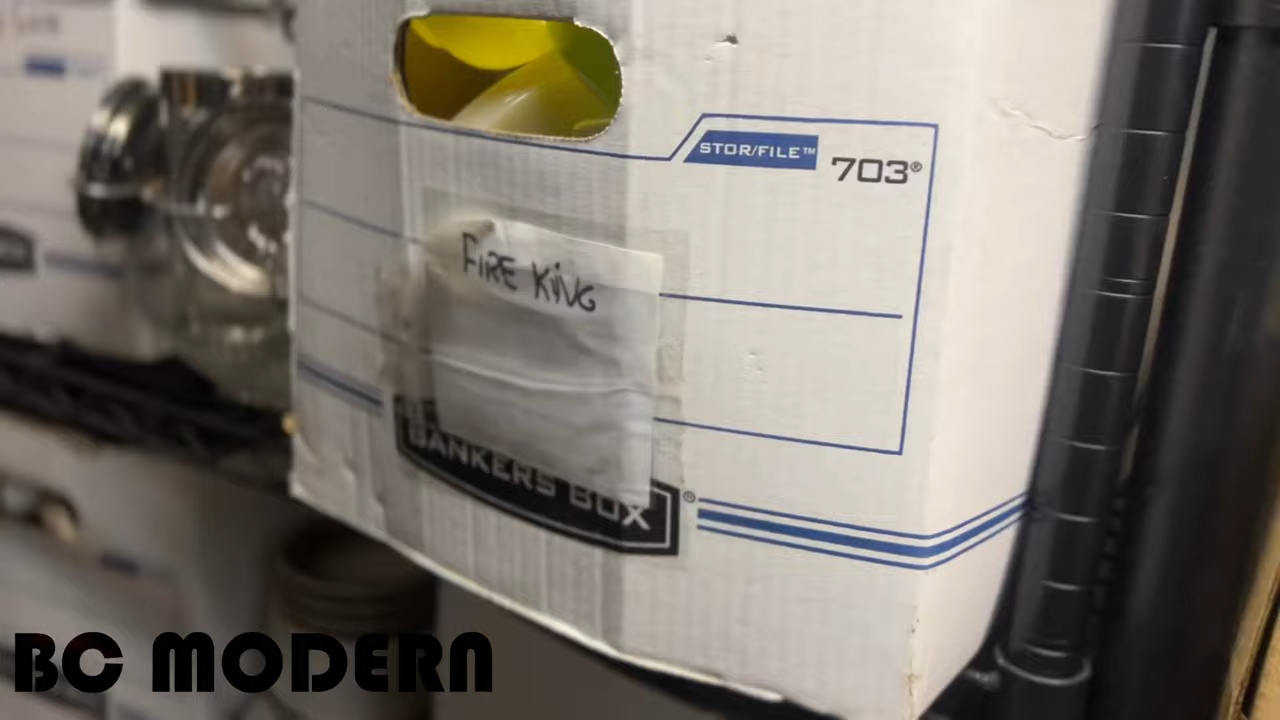 STOR/FILE™
703®
FIRE KING
BANKERS BOX®
BC MODERN